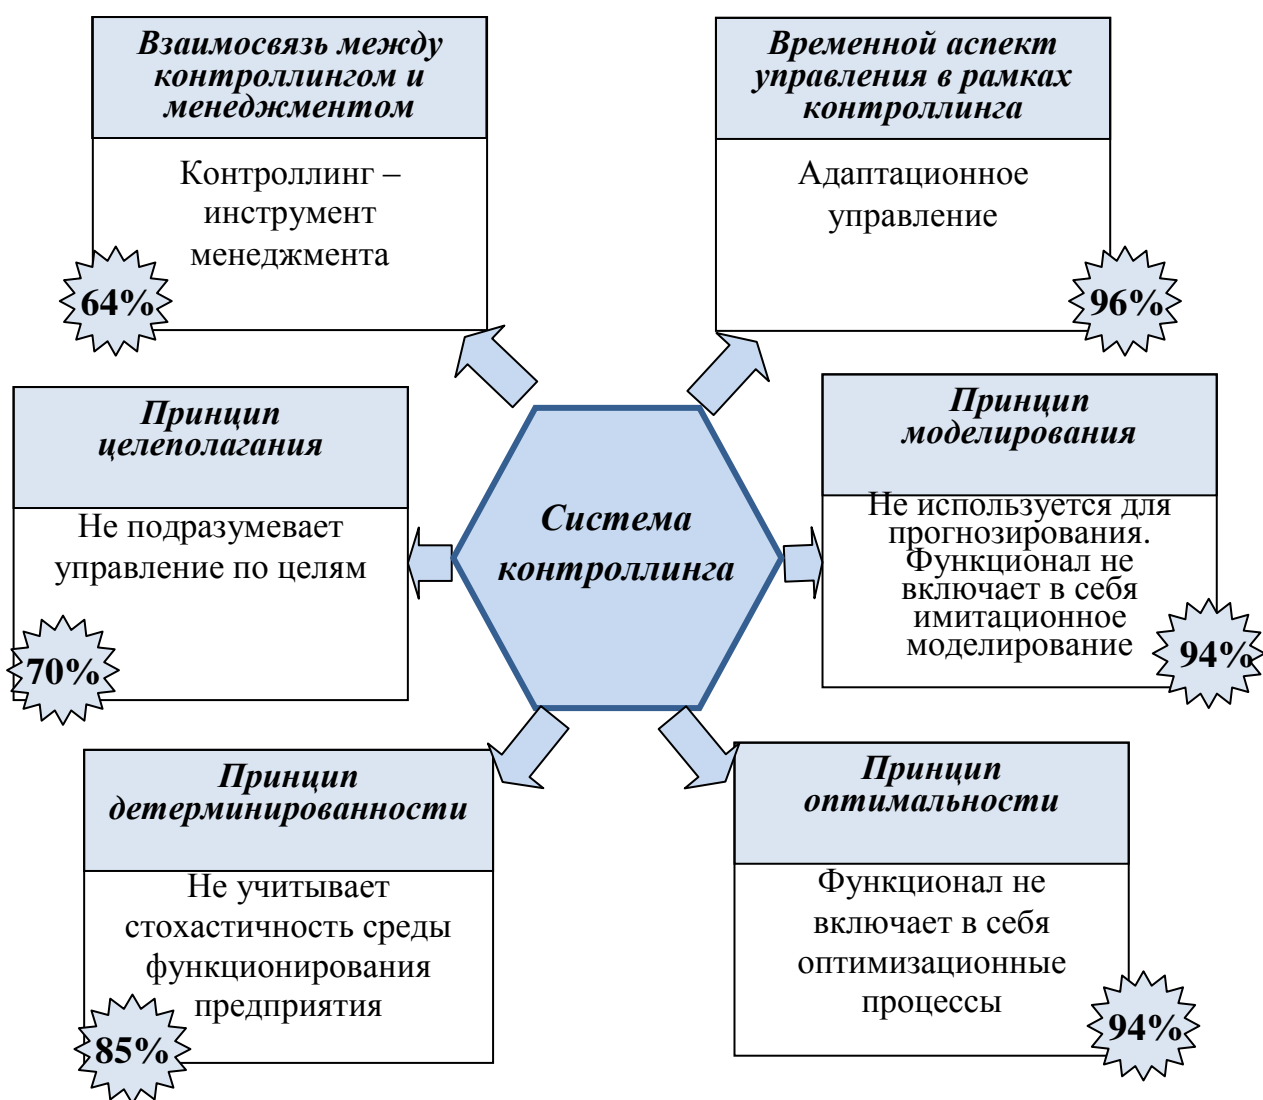 Взаимосвязь между
контроллингом и
менеджментом
Контроллинг –
инструмент
менеджмента
64%
Временной аспект
управления в рамках
контроллинга
Адаптационное
управление
96%
Принцип
целеполагания
Не подразумевает
управление по целям
70%
Система
контроллинга
Принцип
моделирования
Не используется для
прогнозирования.
Функционал не
включает в себя
имитационное
моделирование
94%
Принцип
детерминированности
Не учитывает
стохастичность среды
функционирования
предприятия
85%
Принцип
оптимальности
Функционал не
включает в себя
оптимизационные
процессы
94%